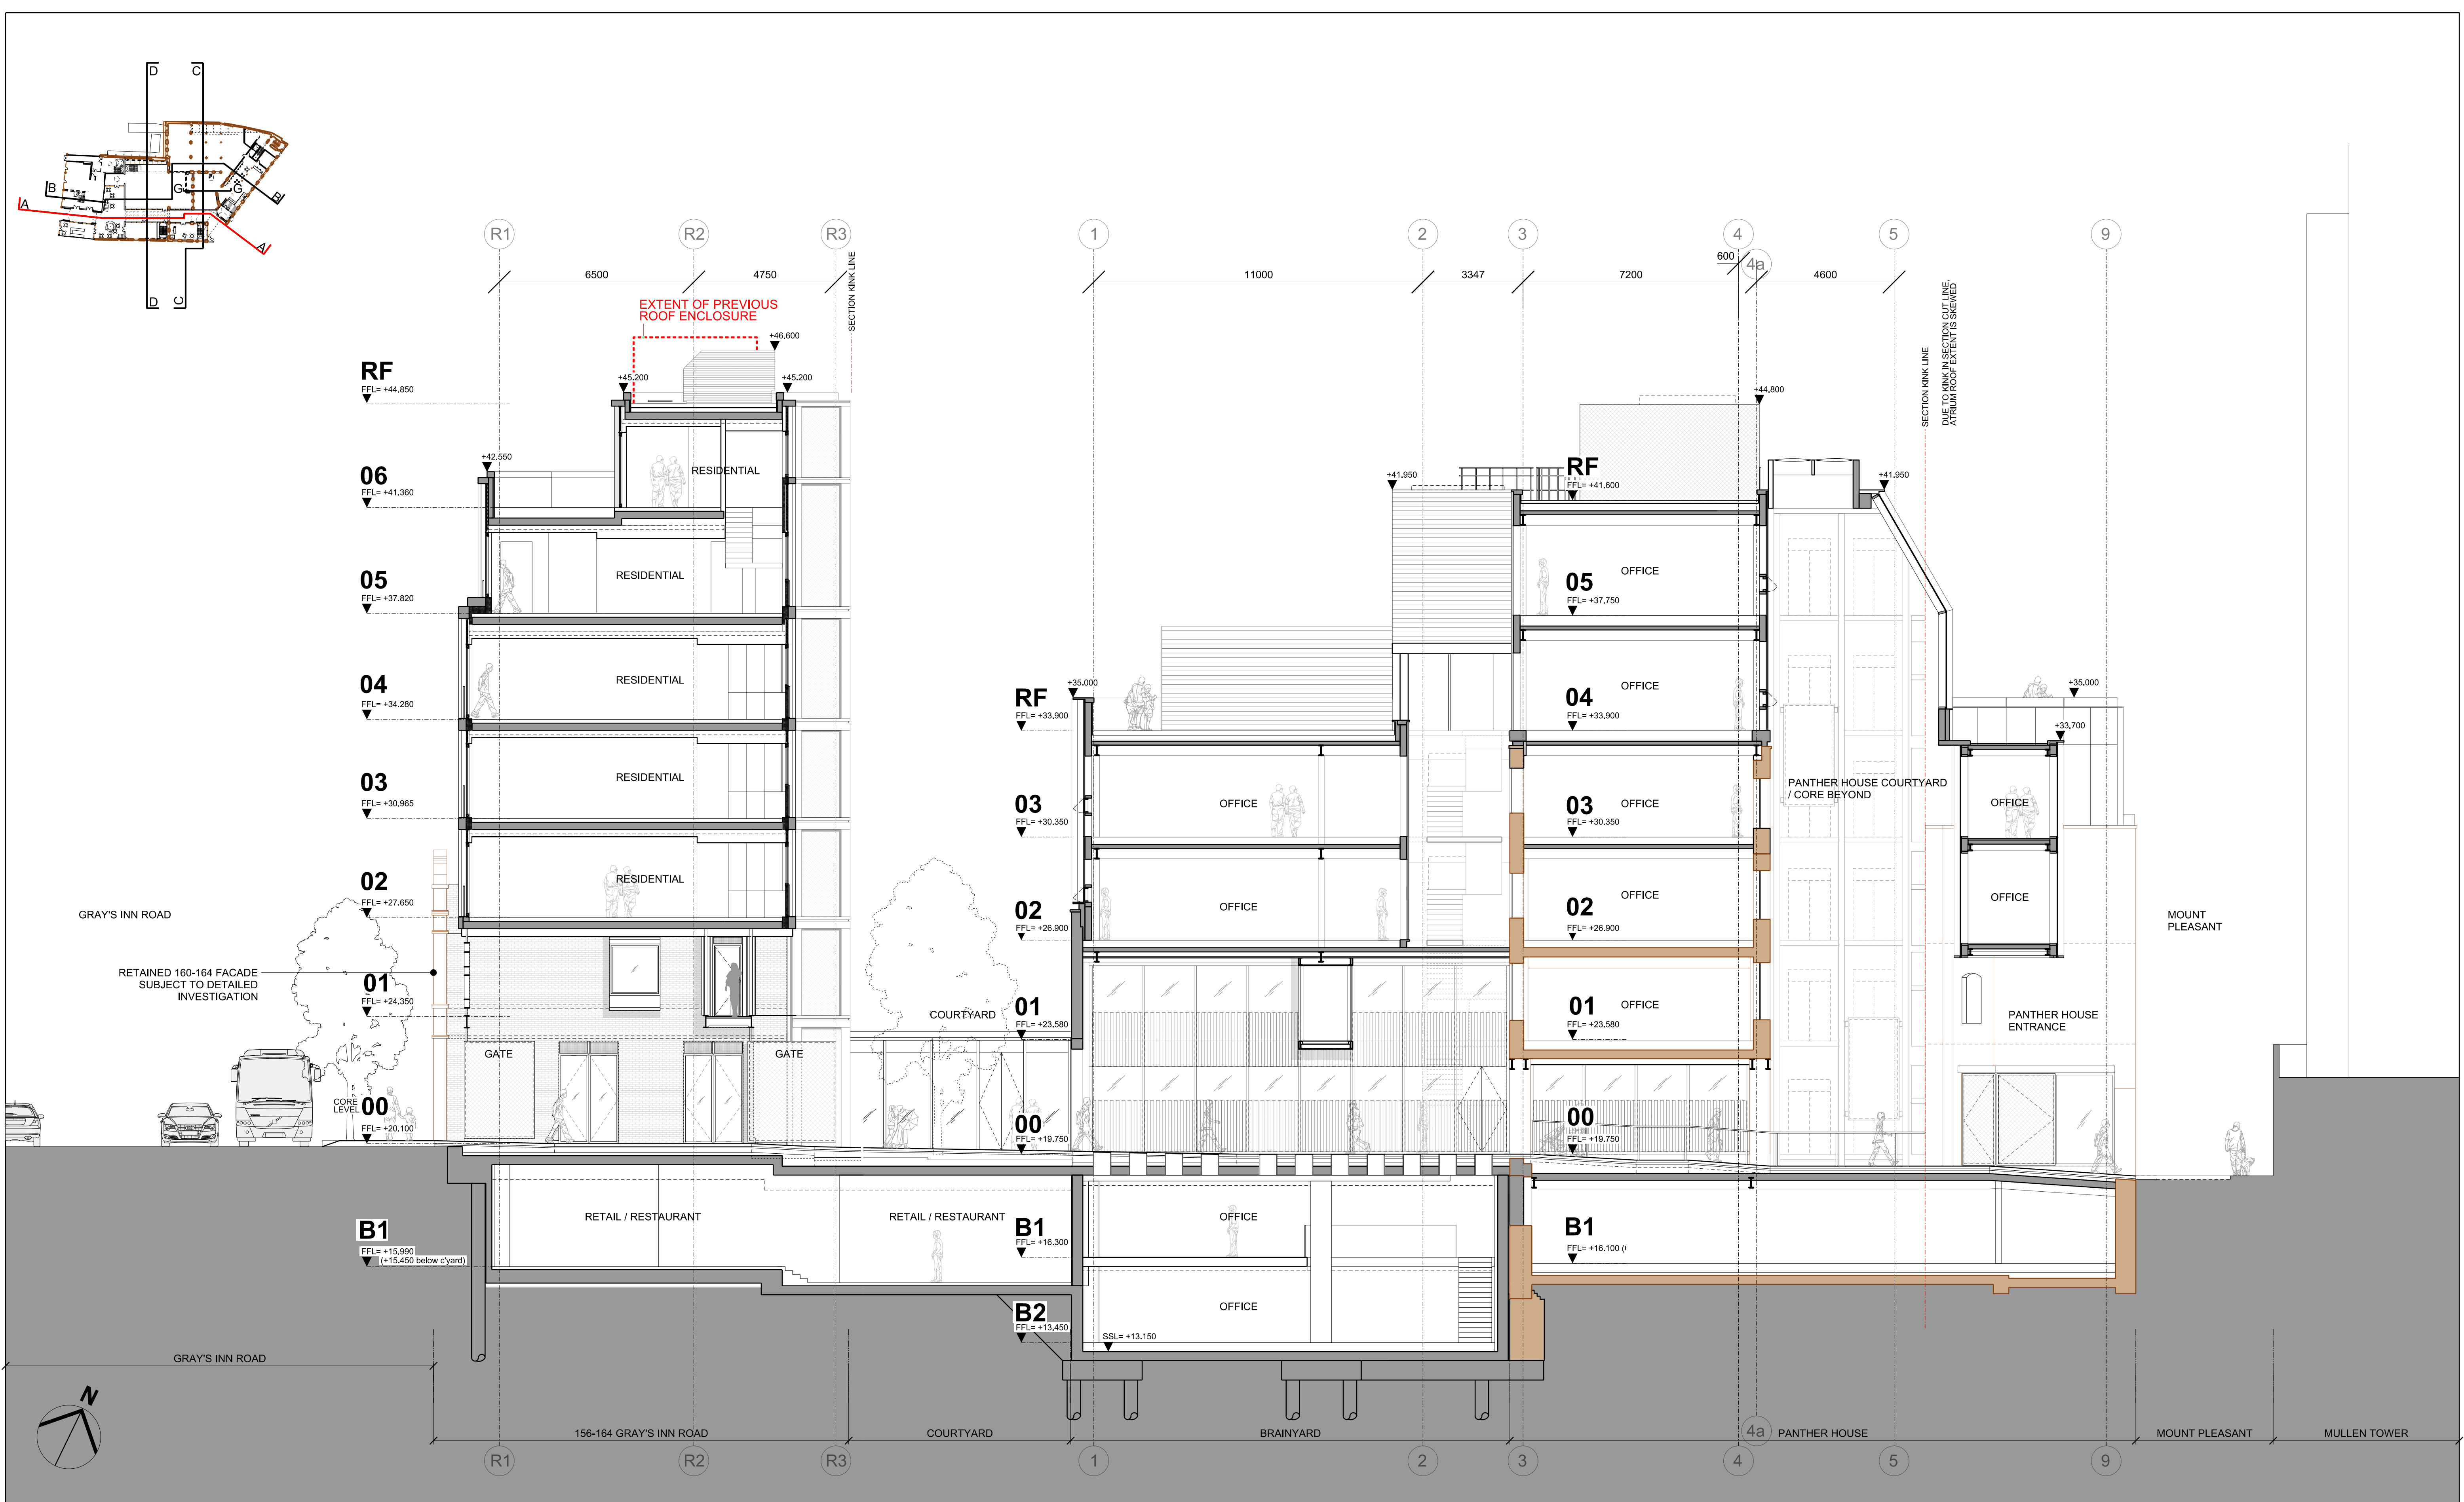 D
C
B
G
G
B
A
A
D
C
R1
R2
R3
1
2
3
4
4a
5
9
6500
4750
11000
3347
7200
600
4600
SECTION KINK LINE
SECTION KINK LINE
DUE TO KINK IN SECTION CUT LINE,
ATRIUM ROOF EXTENT IS SKEWED
EXTENT OF PREVIOUS
ROOF ENCLOSURE
+46,600
+45,200
+45,200
+42,550
RF
FFL= +44,850
06
FFL= +41,360
05
FFL= +37,820
04
FFL= +34,280
03
FFL= +30,965
02
FFL= +27,650
01
FFL= +24,350
CORE
LEVEL
00
FFL= +20,100
B1
FFL= +15,990
(+15.450 below c'yard)
RESIDENTIAL
RESIDENTIAL
RESIDENTIAL
RESIDENTIAL
RESIDENTIAL
GRAY'S INN ROAD
RETAINED 160-164 FACADE
SUBJECT TO DETAILED
INVESTIGATION
GATE
GATE
COURTYARD
RETAIL / RESTAURANT
RETAIL / RESTAURANT
+35,000
RF
FFL= +33,900
03
FFL= +30,350
02
FFL= +26,900
01
FFL= +23,580
00
FFL= +19,750
B1
FFL= +16,300
B2
FFL= +13,450
SSL= +13,150
OFFICE
OFFICE
OFFICE
OFFICE
+41,950
+44,800
+41,950
RF
FFL= +41,600
05
FFL= +37,750
04
FFL= +33,900
03
FFL= +30,350
02
FFL= +26,900
01
FFL= +23,580
00
FFL= +19,750
B1
FFL= +16.100 (
OFFICE
OFFICE
OFFICE
OFFICE
OFFICE
PANTHER HOUSE COURTYARD
/ CORE BEYOND
+35,000
+33,700
OFFICE
OFFICE
PANTHER HOUSE
ENTRANCE
MOUNT
PLEASANT
N
GRAY'S INN ROAD
156-164 GRAY'S INN ROAD
COURTYARD
BRAINYARD
PANTHER HOUSE
MOUNT PLEASANT
MULLEN TOWER
R1
R2
R3
1
2
3
4
4a
5
9